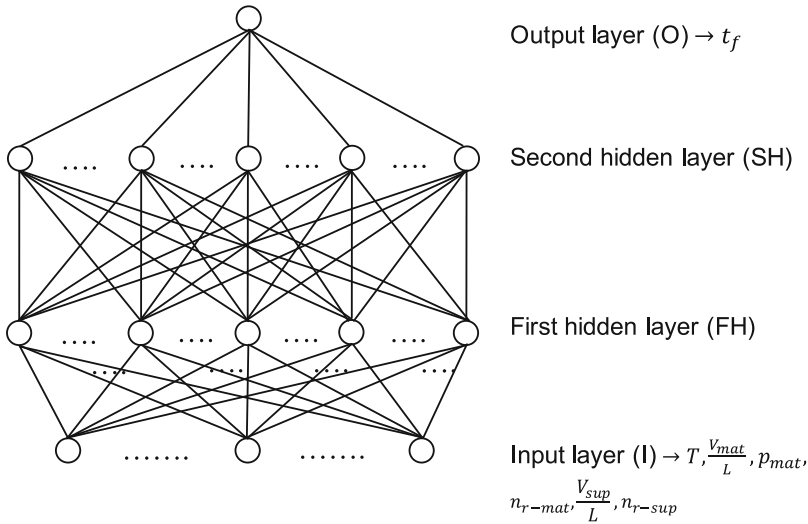 Output layer (O) → t_f
Second hidden layer (SH)
First hidden layer (FH)
Input layer (I) → T, V_mat/L, p_mat,
n_r−mat, V_sup/L, n_r−sup